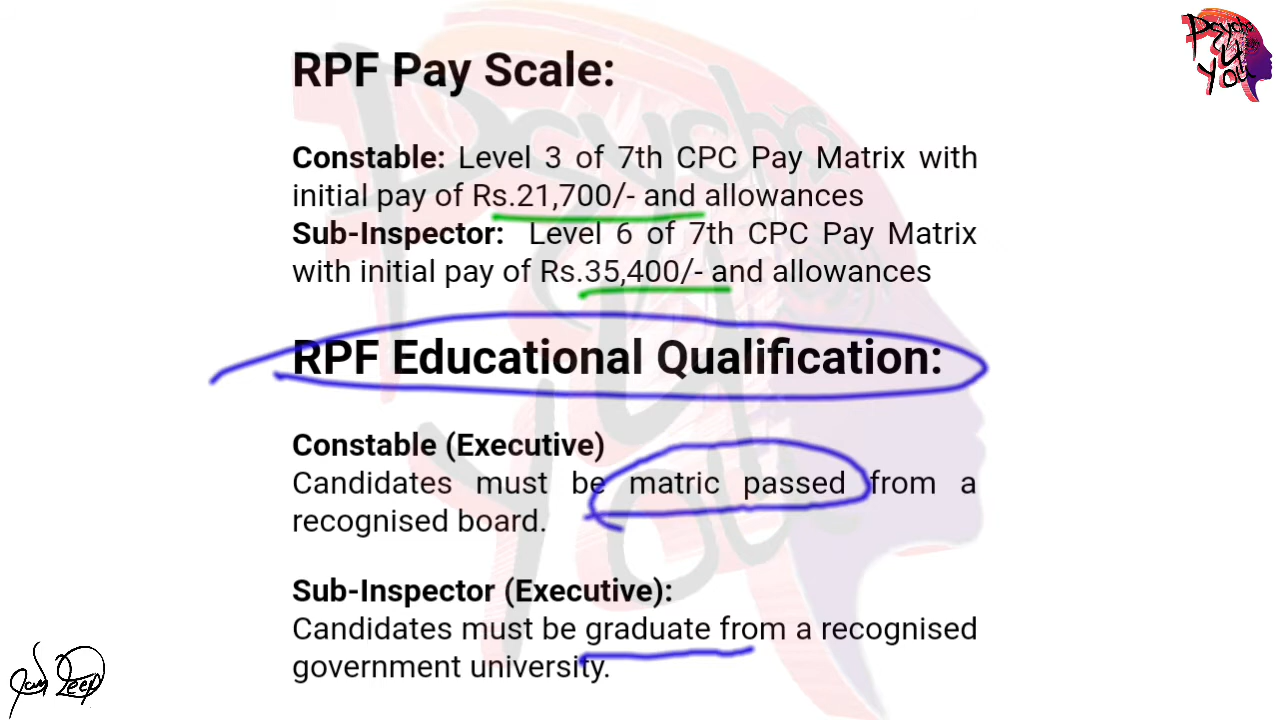 RPF Pay Scale:
Psycho
4
You
Constable: Level 3 of 7th CPC Pay Matrix with
initial pay of Rs.21,700/- and allowances
Sub-Inspector: Level 6 of 7th CPC Pay Matrix
with initial pay of Rs.35,400/- and allowances
RPF Educational Qualification:
Constable (Executive)
Candidates must be matric passed from a
recognised board.
Sub-Inspector (Executive):
Candidates must be graduate from a recognised
government university.